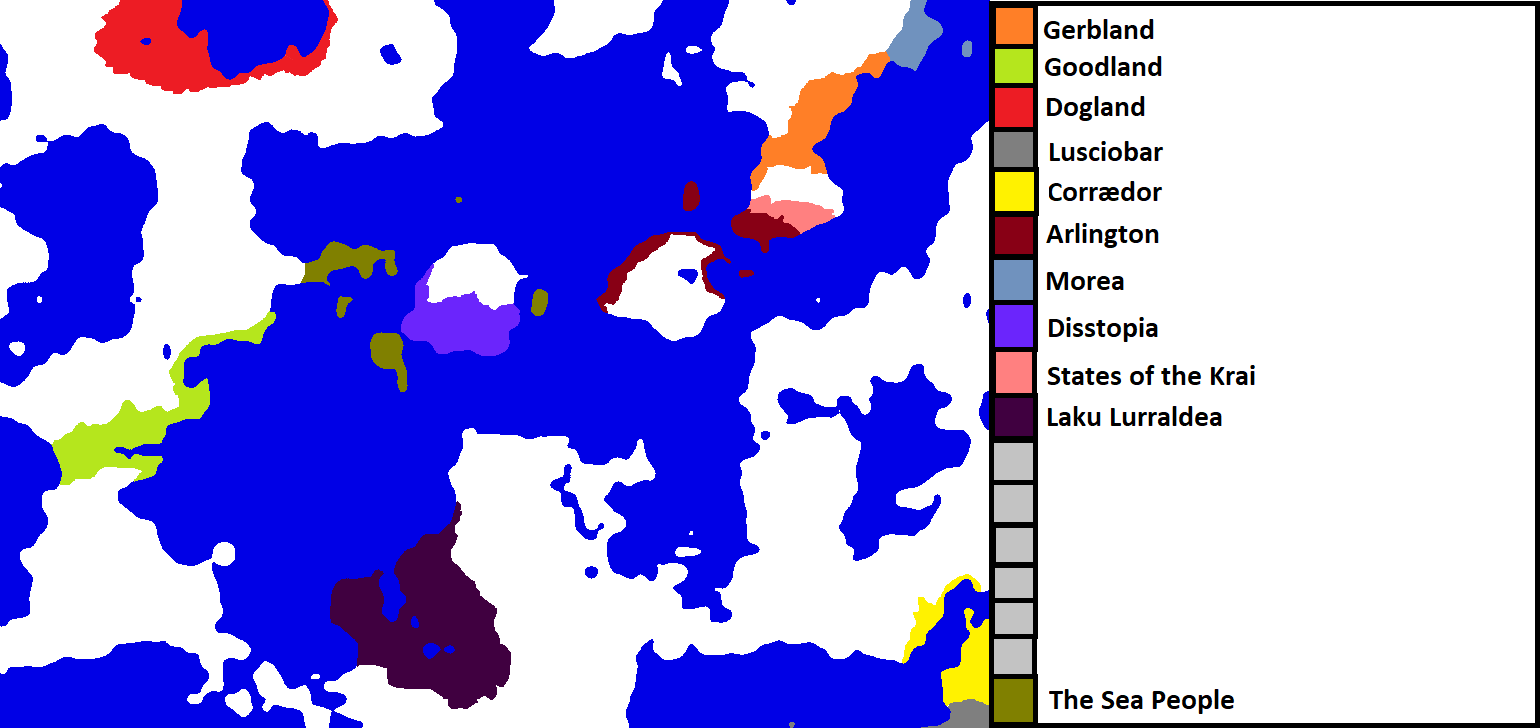 Gerbland
Goodland
Dogland
Lusciobar
Corrædor
Arlington
Morea
Disstopia
States of the Krai
Laku Lurraldea
The Sea People